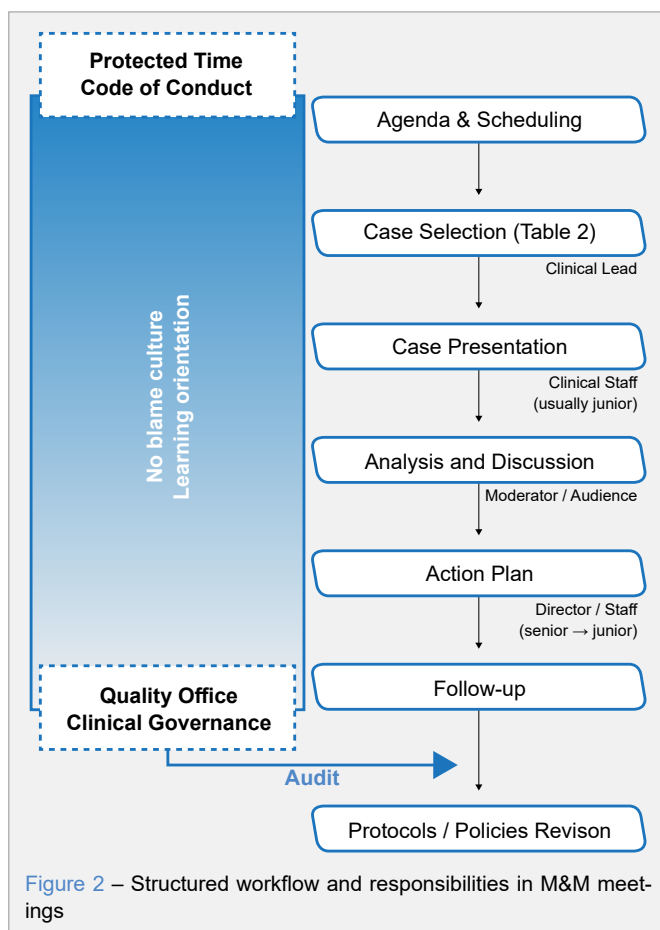 Protected Time
Code of Conduct
No blame culture
Learning orientation
Quality Office
Clinical Governance
Audit
Agenda & Scheduling
Case Selection (Table 2)
Clinical Lead
Case Presentation
Clinical Staff
(usually junior)
Analysis and Discussion
Moderator / Audience
Action Plan
Director / Staff
(senior → junior)
Follow-up
Protocols / Policies Revison
Figure 2 – Structured workflow and responsibilities in M&M meet-
ings